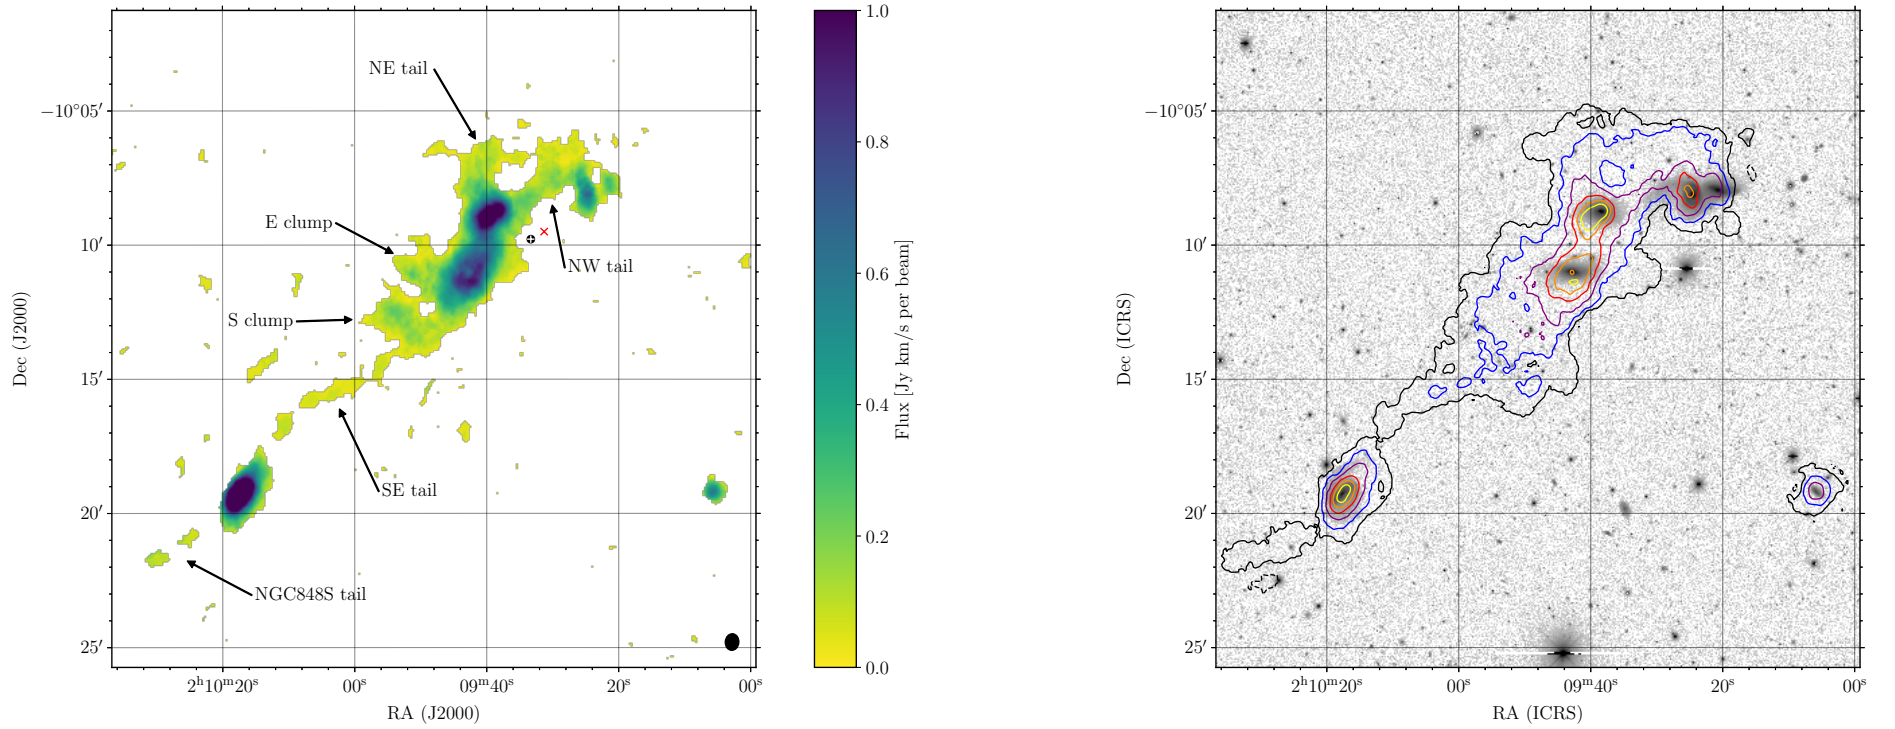 NE tail
E clump
NW tail
S clump
SE tail
NGC848S tail
−10°05′
10′
15′
20′
25′
2ʰ10ᵐ20ˢ
00ˢ
09ᵐ40ˢ
20ˢ
00ˢ
RA (J2000)
Dec (J2000)
1.0
0.8
0.6
0.4
0.2
0.0
Flux [Jy km/s per beam]
−10°05′
10′
15′
20′
25′
2ʰ10ᵐ20ˢ
00ˢ
09ᵐ40ˢ
20ˢ
00ˢ
RA (ICRS)
Dec (ICRS)